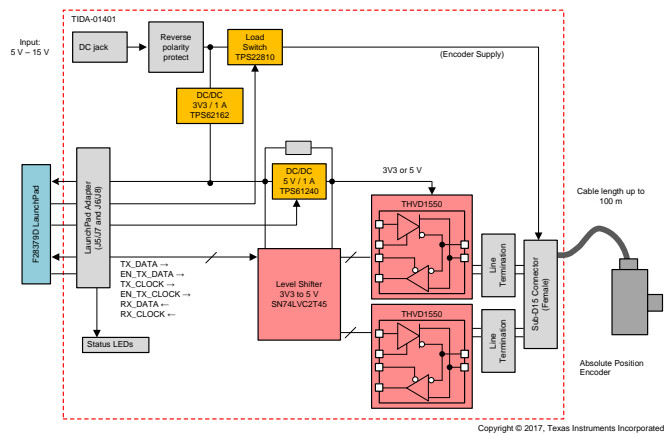 TIDA-01401
Input:
5 V – 15 V
DC jack
Reverse
polarity
protect
Load
Switch
TPS22810
(Encoder Supply)
DC/DC
3V3 / 1 A
TPS62162
DC/DC
5 V / 1 A
TPS61240
3V3 or 5 V
F28379D LaunchPad
LaunchPad Adapter
(J5/J7 and J6/J8)
THVD1550
Line
Termination
Sub-D15 Connector
(Female)
Cable length up to
100 m
TX_DATA →
EN_TX_DATA →
TX_CLOCK →
EN_TX_CLOCK →
RX_DATA ←
RX_CLOCK ←
Level Shifter
3V3 to 5 V
SN74LVC2T45
THVD1550
Line
Termination
Status LEDs
Absolute Position
Encoder
Copyright © 2017, Texas Instruments Incorporated